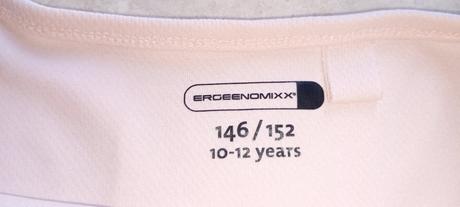 ERGEENOMIXX®
146/152
10-12 years